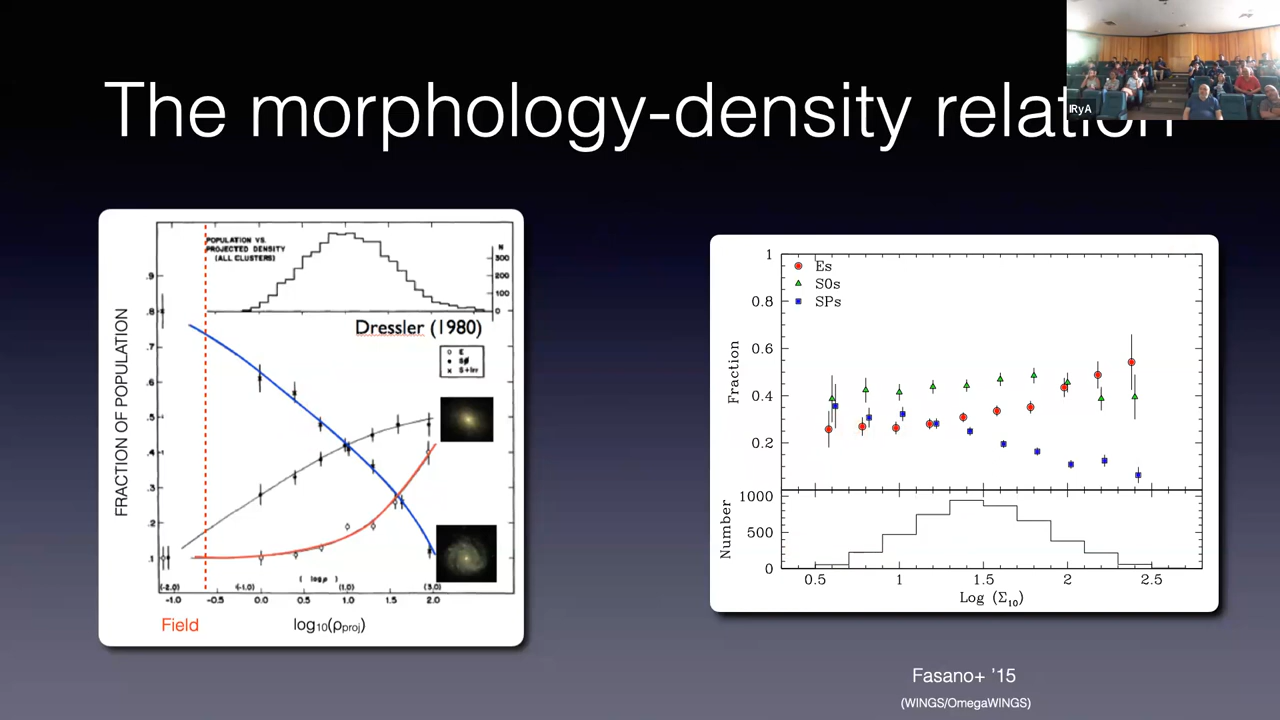 The morphology-density relation
IRyA
POPULATION VS.
PROJECTED DENSITY
(ALL CLUSTERS)
N
300
200
100
0
Dressler (1980)
E
S0
S+Irr
FRACTION OF POPULATION
.9
.8
.7
.6
.5
.4
.3
.2
.1
(-2.0) (-1.0) ( log ρ ) (1.0) (3.0)
-1.0 -0.5 0.0 0.5 1.0 1.5 2.0
Field
log10(ρproj)
Es
S0s
SPs
Fraction
1
0.8
0.6
0.4
0.2
Number
1000
500
0
0.5 1 1.5 2 2.5
Log (Σ10)
Fasano+ ’15
(WINGS/OmegaWINGS)